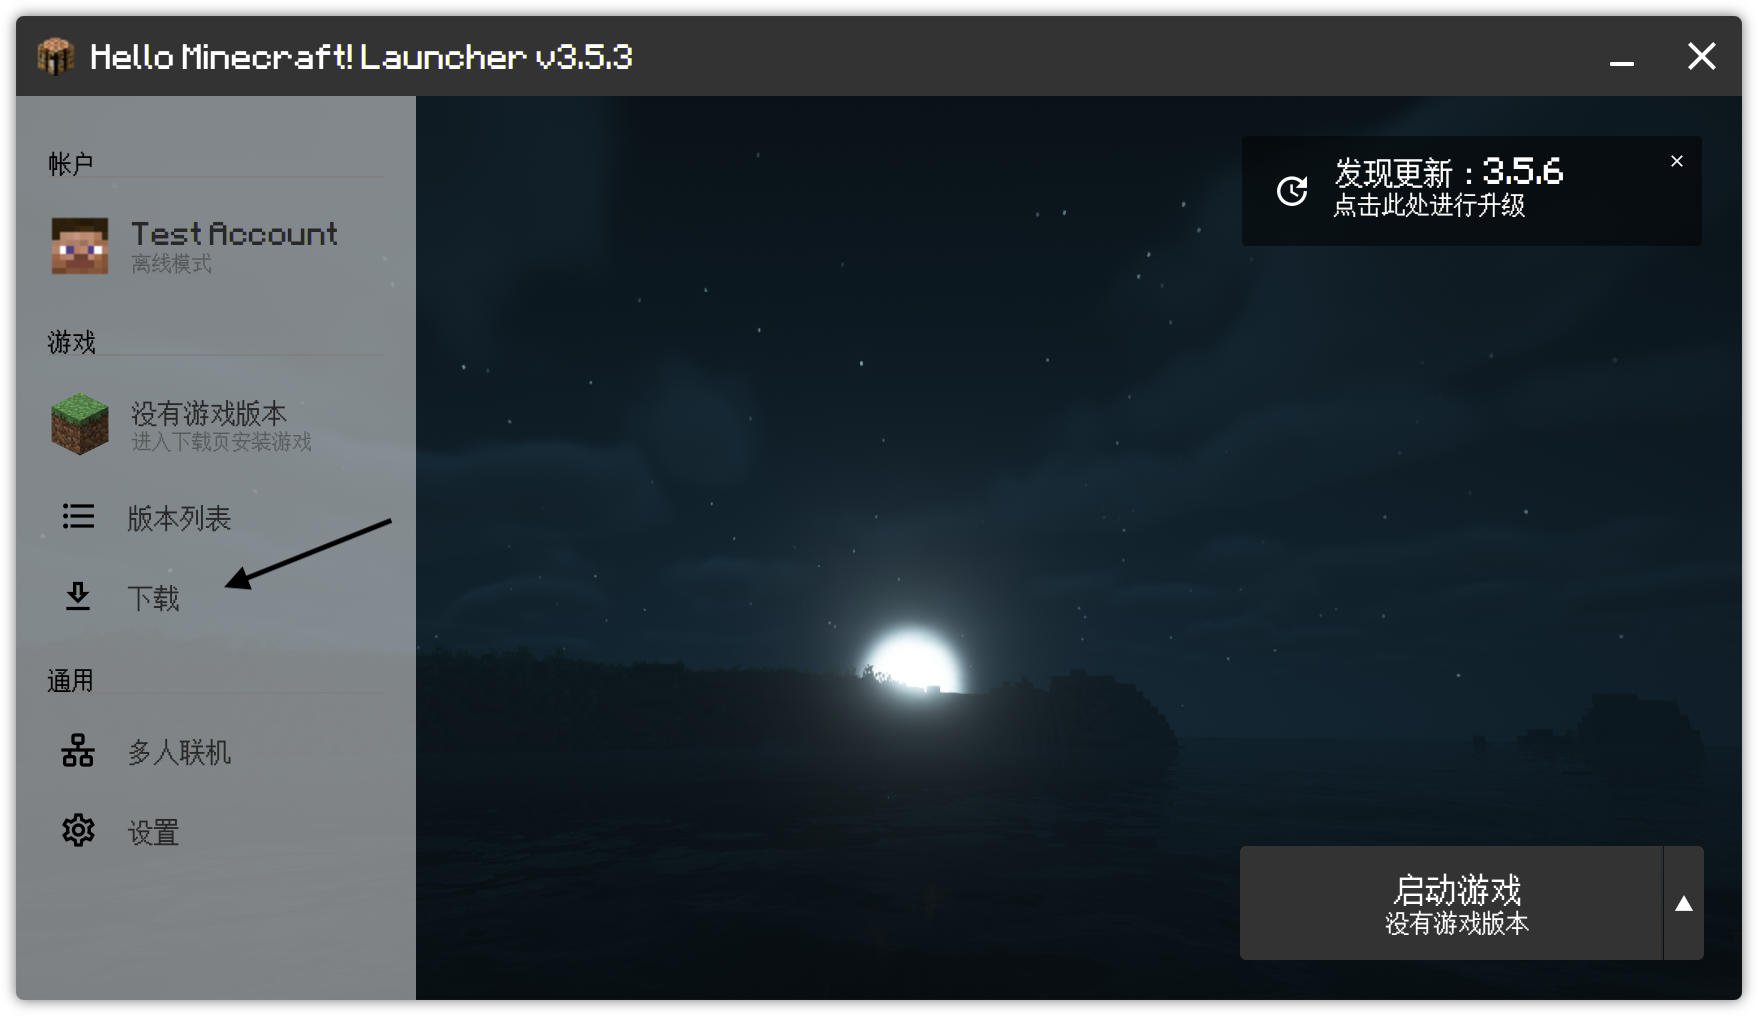 Hello Minecraft! Launcher v3.5.3
帐户
Test Account
离线模式
游戏
没有游戏版本
进入下载页安装游戏
版本列表
下载
通用
多人联机
设置
发现更新：3.5.6
点击此处进行升级
启动游戏
没有游戏版本